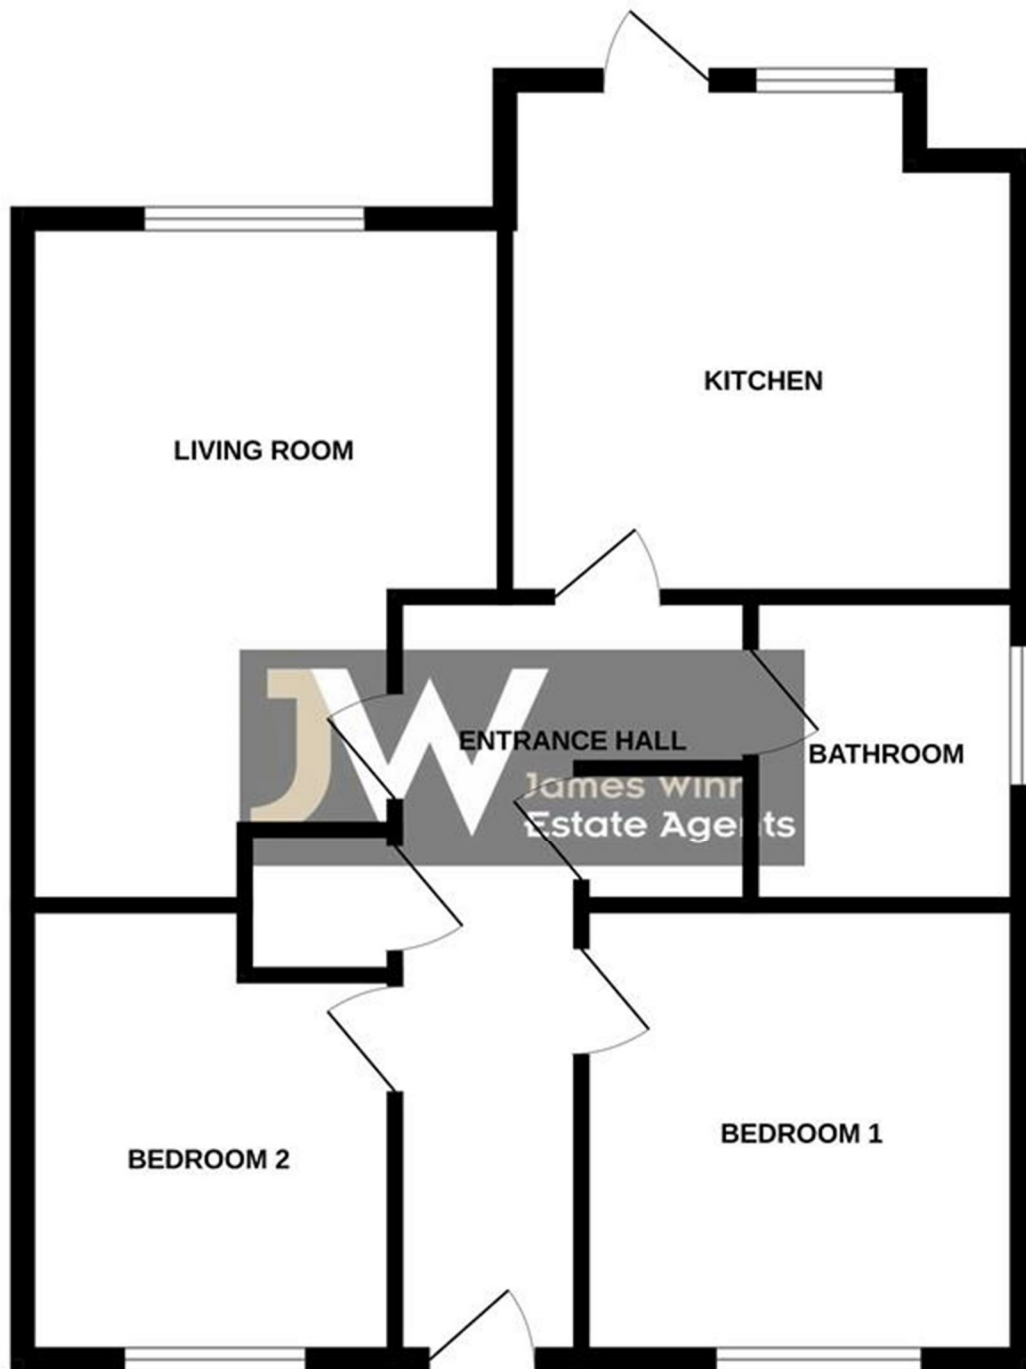 KITCHEN
LIVING ROOM
JW
ENTRANCE HALL
BATHROOM
James Winn
Estate Agents
BEDROOM 1
BEDROOM 2